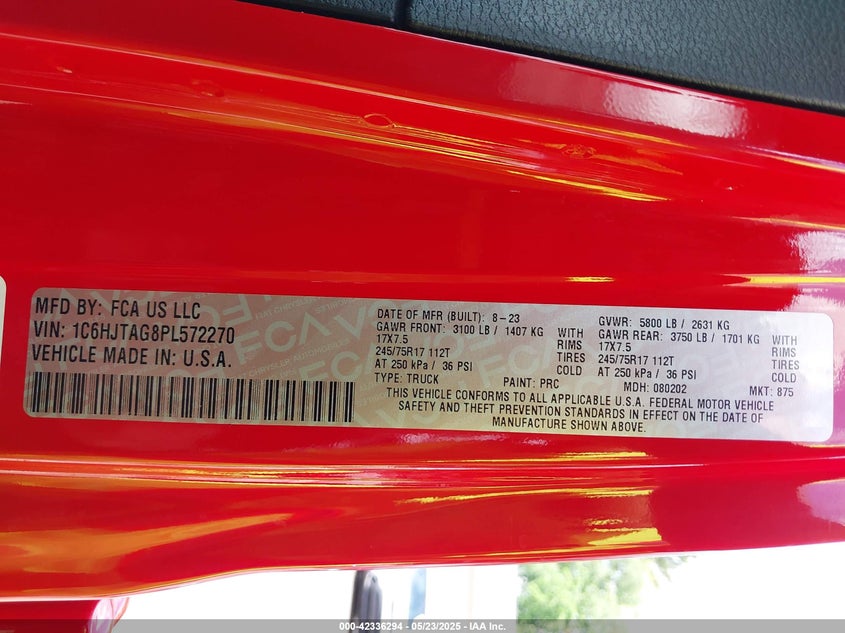 MFD BY: FCA US LLC
VIN: 1C6HJTAG8PL572270
VEHICLE MADE IN: U.S.A.
DATE OF MFR (BUILT): 8-23
GVWR: 5800 LB / 2631 KG
GAWR FRONT: 3100 LB / 1407 KG WITH GAWR REAR: 3750 LB / 1701 KG WITH
17X7.5 RIMS 17X7.5 RIMS
245/75R17 112T TIRES 245/75R17 112T TIRES
AT 250 kPa / 36 PSI COLD AT 250 kPa / 36 PSI COLD
TYPE: TRUCK PAINT: PRC MDH: 080202 MKT: 875
THIS VEHICLE CONFORMS TO ALL APPLICABLE U.S.A. FEDERAL MOTOR VEHICLE
SAFETY AND THEFT PREVENTION STANDARDS IN EFFECT ON THE DATE OF
MANUFACTURE SHOWN ABOVE.
000-42336294 - 05/23/2025 - IAA Inc.